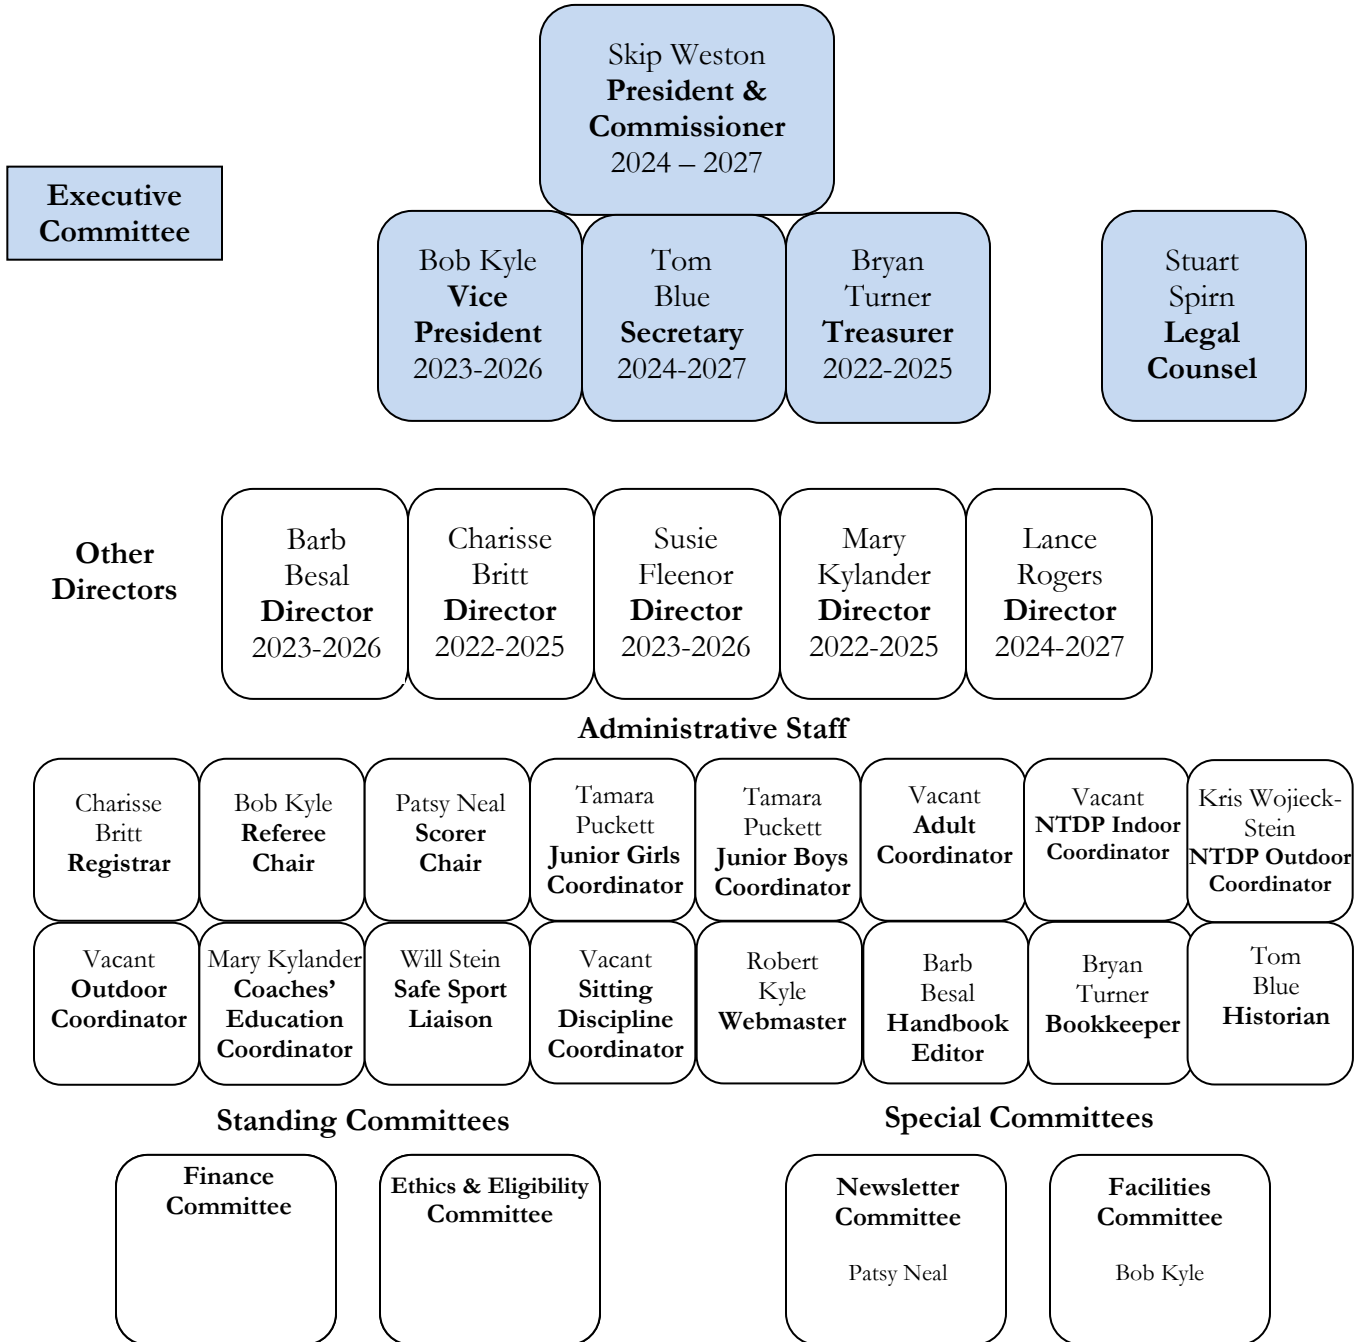 Skip Weston
President &
Commissioner
2024 – 2027
Executive
Committee
Bob Kyle
Vice
President
2023-2026
Tom
Blue
Secretary
2024-2027
Bryan
Turner
Treasurer
2022-2025
Stuart
Spirn
Legal
Counsel
Other
Directors
Barb
Besal
Director
2023-2026
Charisse
Britt
Director
2022-2025
Susie
Fleenor
Director
2023-2026
Mary
Kylander
Director
2022-2025
Lance
Rogers
Director
2024-2027
Administrative Staff
Charisse
Britt
Registrar
Bob Kyle
Referee
Chair
Patsy Neal
Scorer
Chair
Tamara
Puckett
Junior Girls
Coordinator
Tamara
Puckett
Junior Boys
Coordinator
Vacant
Adult
Coordinator
Vacant
NTDP Indoor
Coordinator
Kris Wojieck-
Stein
NTDP Outdoor
Coordinator
Vacant
Outdoor
Coordinator
Mary Kylander
Coaches’
Education
Coordinator
Will Stein
Safe Sport
Liaison
Vacant
Sitting
Discipline
Coordinator
Robert
Kyle
Webmaster
Barb
Besal
Handbook
Editor
Bryan
Turner
Bookkeeper
Tom
Blue
Historian
Standing Committees
Finance
Committee
Ethics & Eligibility
Committee
Special Committees
Newsletter
Committee
Patsy Neal
Facilities
Committee
Bob Kyle